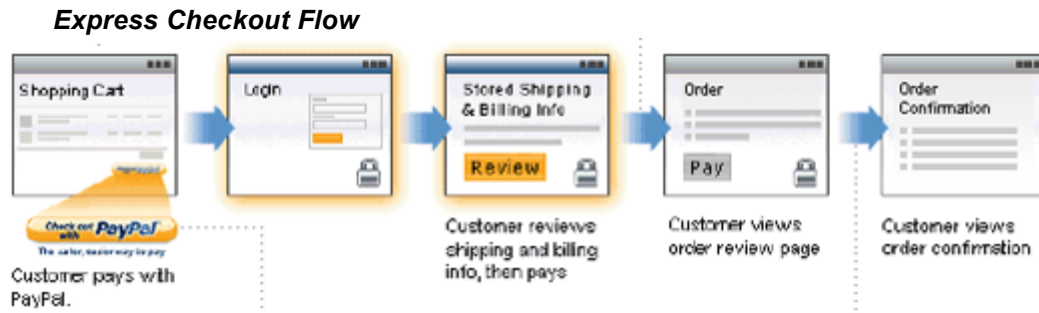 Express Checkout Flow
Shopping Cart
Login
Stored Shipping
& Billing Info
Review
Order
Pay
Order
Confirmation
Check out
with PayPal
The safer, easier way to pay
Customer pays with
PayPal.
Customer reviews
shipping and billing
info, then pays
Customer views
order review page
Customer views
order confirmation